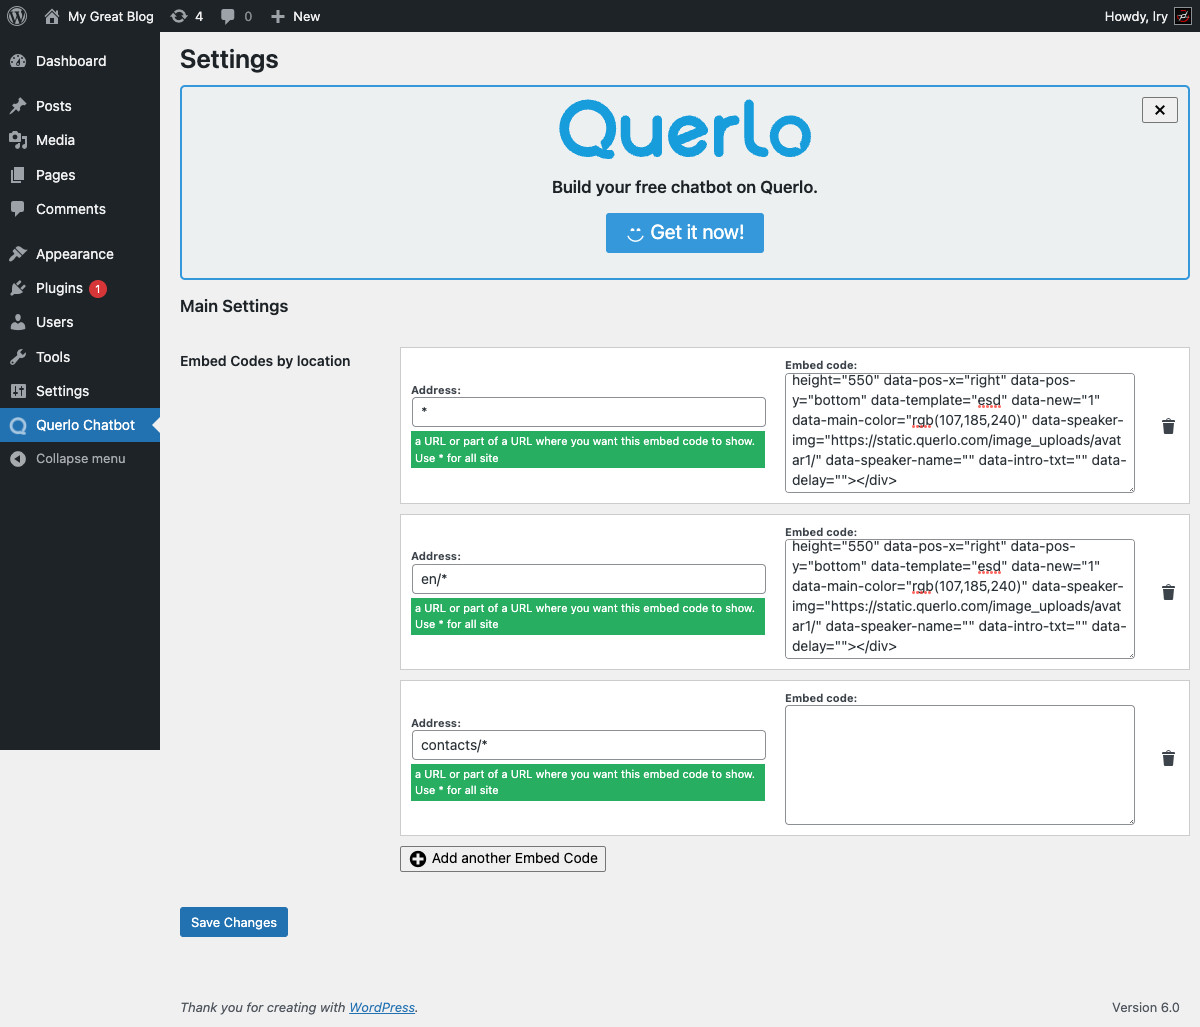 My Great Blog 4 0 New Howdy, Iry
Dashboard
Posts
Media
Pages
Comments
Appearance
Plugins 1
Users
Tools
Settings
Querlo Chatbot
Collapse menu
Settings
Querlo
Build your free chatbot on Querlo.
Get it now!
Main Settings
Embed Codes by location
Address:
*
a URL or part of a URL where you want this embed code to show.
Use * for all site
Embed code:
height="550" data-pos-x="right" data-pos-
y="bottom" data-template="esd" data-new="1"
data-main-color="rgb(107,185,240)" data-speaker-
img="https://static.querlo.com/image_uploads/avat
ar1/" data-speaker-name="" data-intro-txt="" data-
delay=""></div>
Address:
en/*
a URL or part of a URL where you want this embed code to show.
Use * for all site
Embed code:
height="550" data-pos-x="right" data-pos-
y="bottom" data-template="esd" data-new="1"
data-main-color="rgb(107,185,240)" data-speaker-
img="https://static.querlo.com/image_uploads/avat
ar1/" data-speaker-name="" data-intro-txt="" data-
delay=""></div>
Address:
contacts/*
a URL or part of a URL where you want this embed code to show.
Use * for all site
Embed code:
Add another Embed Code
Save Changes
Thank you for creating with WordPress.
Version 6.0